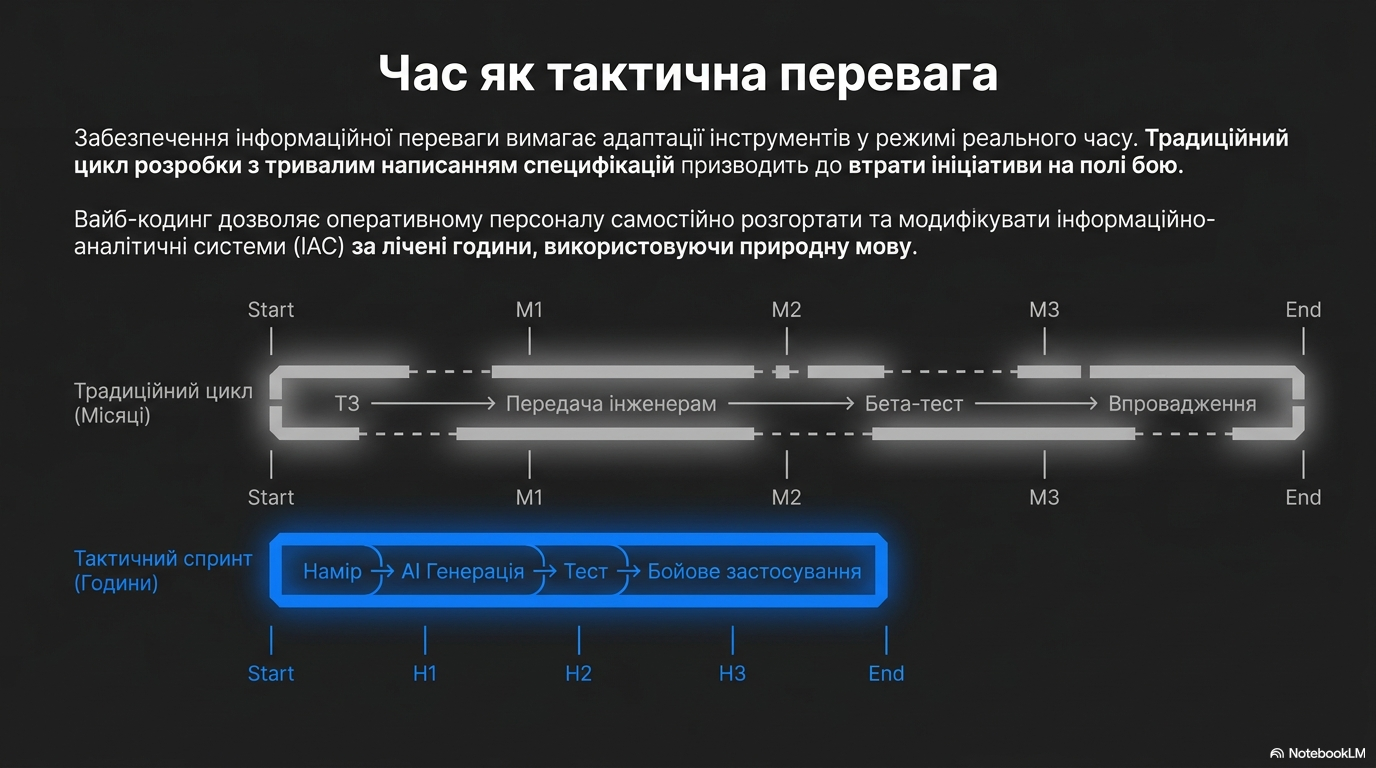 Час як тактична перевага
Забезпечення інформаційної переваги вимагає адаптації інструментів у режимі реального часу. Традиційний
цикл розробки з тривалим написанням специфікацій призводить до втрати ініціативи на полі бою.
Вайб-кодинг дозволяє оперативному персоналу самостійно розгортати та модифікувати інформаційно-
аналітичні системи (ІАС) за лічені години, використовуючи природну мову.
Start M1 M2 M3 End
Традиційний цикл
(Місяці)
ТЗ Передача інженерам Бета-тест Впровадження
Start M1 M2 M3 End
Тактичний спринт
(Години)
Намір АІ Генерація Тест Бойове застосування
Start H1 H2 H3 End
NotebookLM